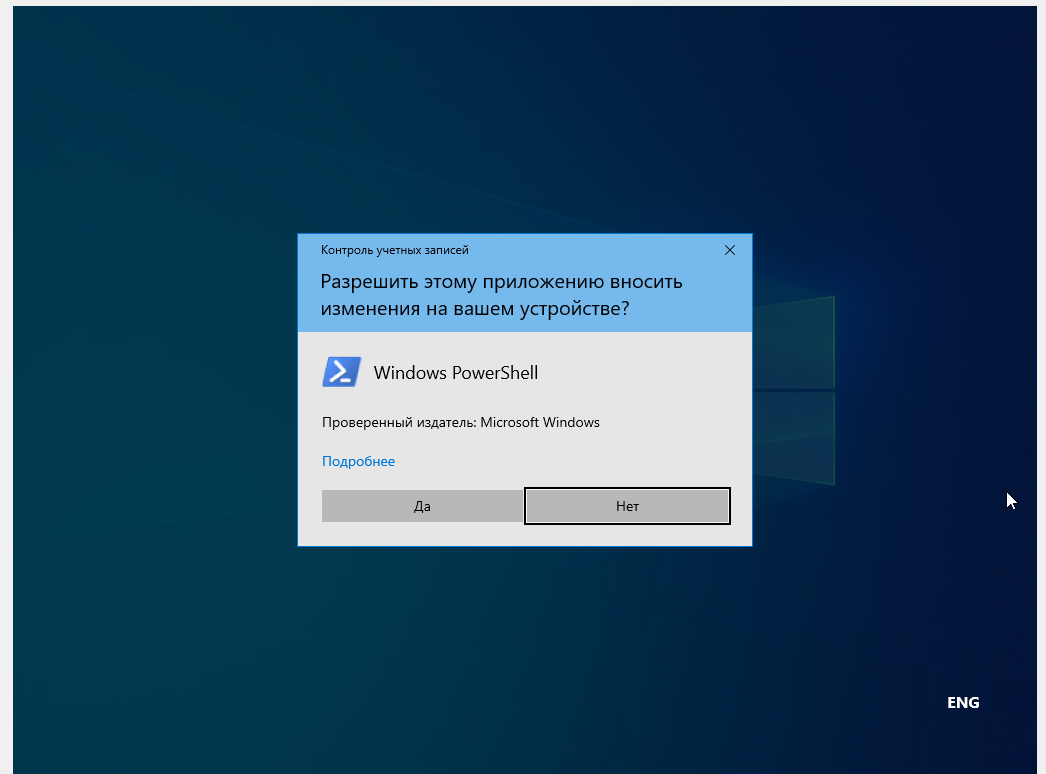 Контроль учетных записей
Разрешить этому приложению вносить
изменения на вашем устройстве?
Windows PowerShell
Проверенный издатель: Microsoft Windows
Подробнее
Да
Нет
ENG